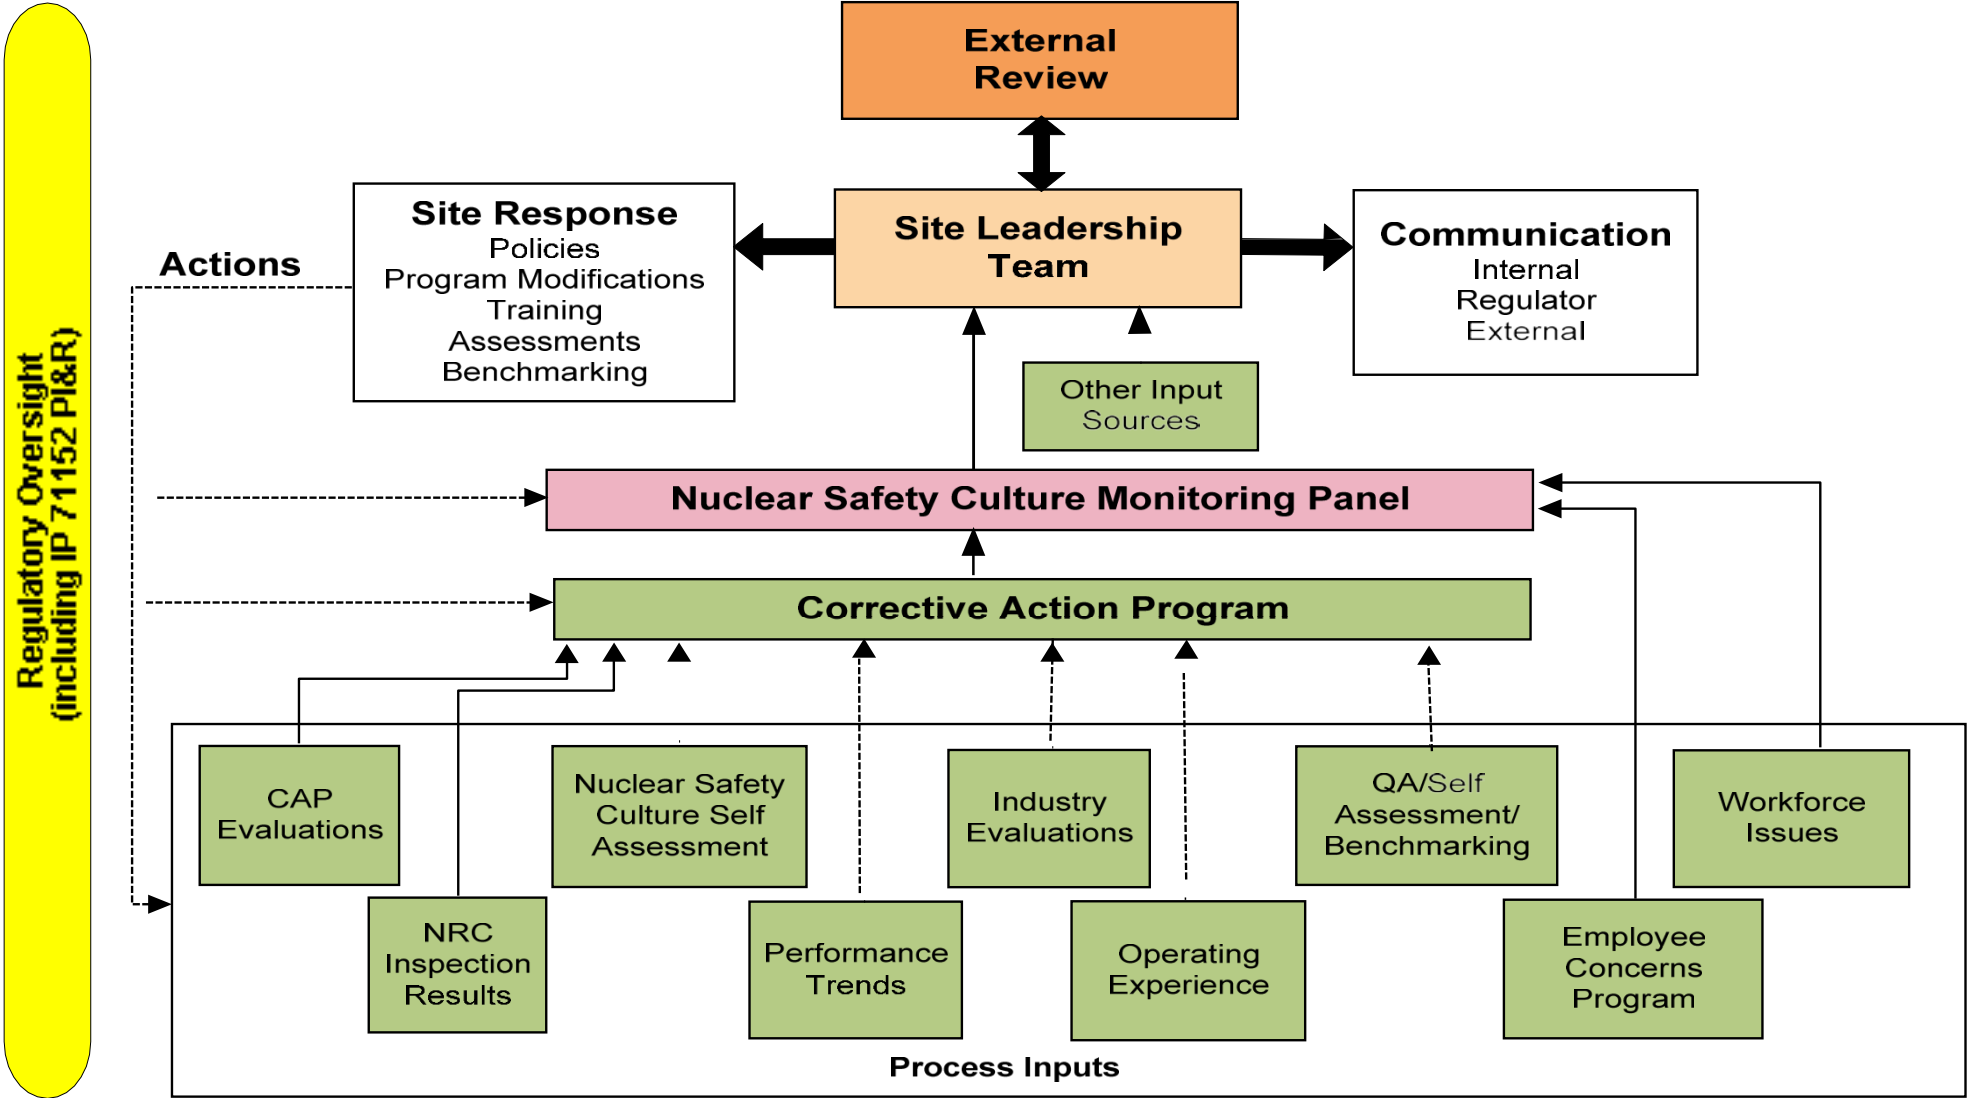 Regulatory Oversight
(including IP 71152 PI&R)
External
Review
Site Response
Policies
Program Modifications
Training
Assessments
Benchmarking
Site Leadership
Team
Communication
Internal
Regulator
External
Actions
Other Input
Sources
Nuclear Safety Culture Monitoring Panel
Corrective Action Program
CAP
Evaluations
Nuclear Safety
Culture Self
Assessment
Industry
Evaluations
QA/Self
Assessment/
Benchmarking
Workforce
Issues
NRC
Inspection
Results
Performance
Trends
Operating
Experience
Employee
Concerns
Program
Process Inputs